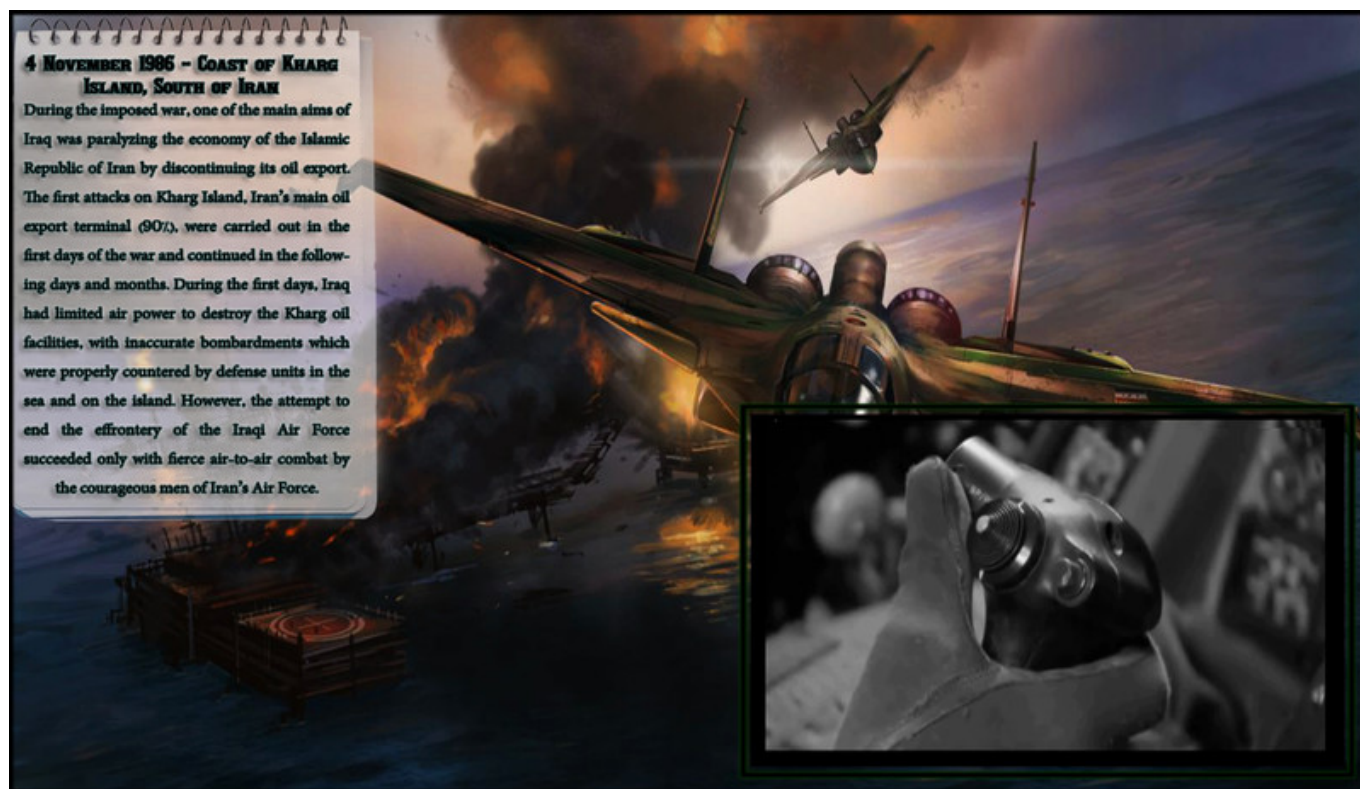 4 November 1986 – Coast of Kharg
Island, South of Iran
During the imposed war, one of the main aims of
Iraq was paralyzing the economy of the Islamic
Republic of Iran by discontinuing its oil export.
The first attacks on Kharg Island, Iran's main oil
export terminal (90%), were carried out in the
first days of the war and continued in the follow-
ing days and months. During the first days, Iraq
had limited air power to destroy the Kharg oil
facilities, with inaccurate bombardments which
were properly countered by defense units in the
sea and on the island. However, the attempt to
end the effrontery of the Iraqi Air Force
succeeded only with fierce air-to-air combat by
the courageous men of Iran's Air Force.